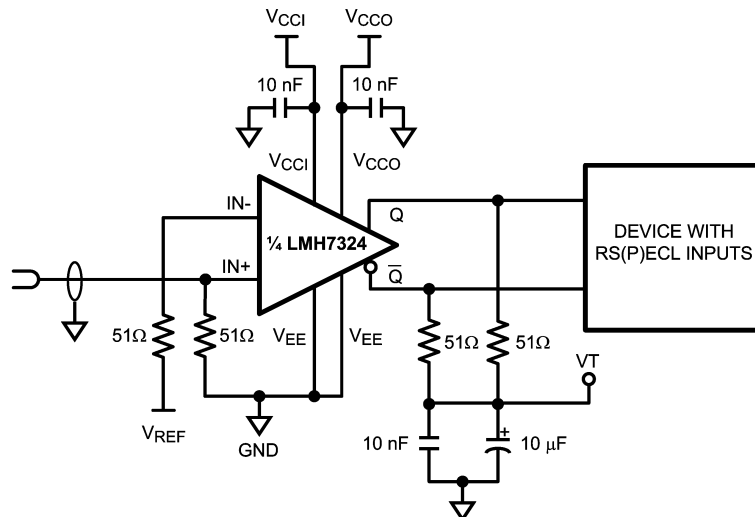 VCCI VCCO
10 nF 10 nF
VCCI VCCO
IN- Q
¼ LMH7324
DEVICE WITH
RS(P)ECL INPUTS
IN+ Q̅
51Ω 51Ω VEE VEE 51Ω 51Ω VT
VREF GND
10 nF + 10 μF